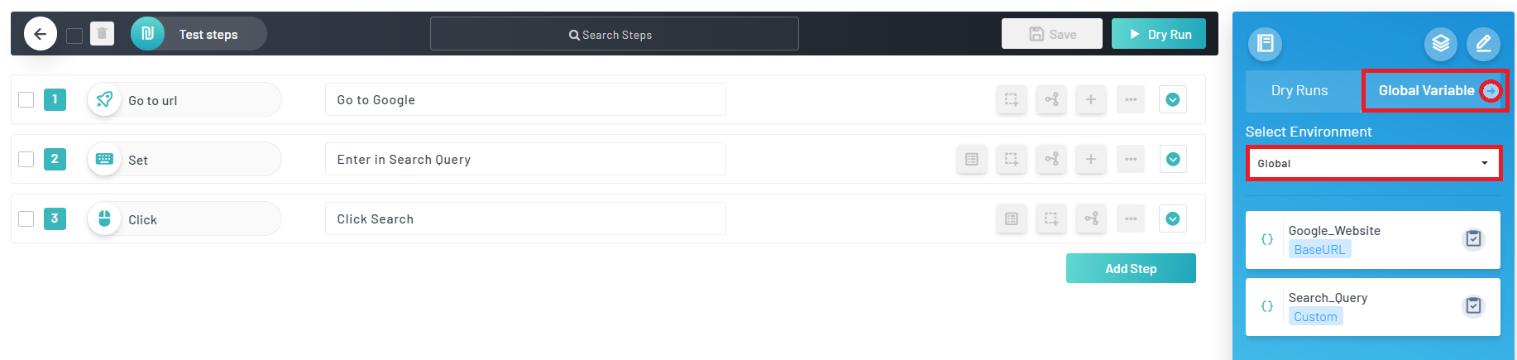 Test steps
Search Steps
Save
Dry Run
1
Go to url
Go to Google
2
Set
Enter in Search Query
3
Click
Click Search
Add Step
Dry Runs
Global Variable
Select Environment
Global
{} Google_Website
BaseURL
{} Search_Query
Custom